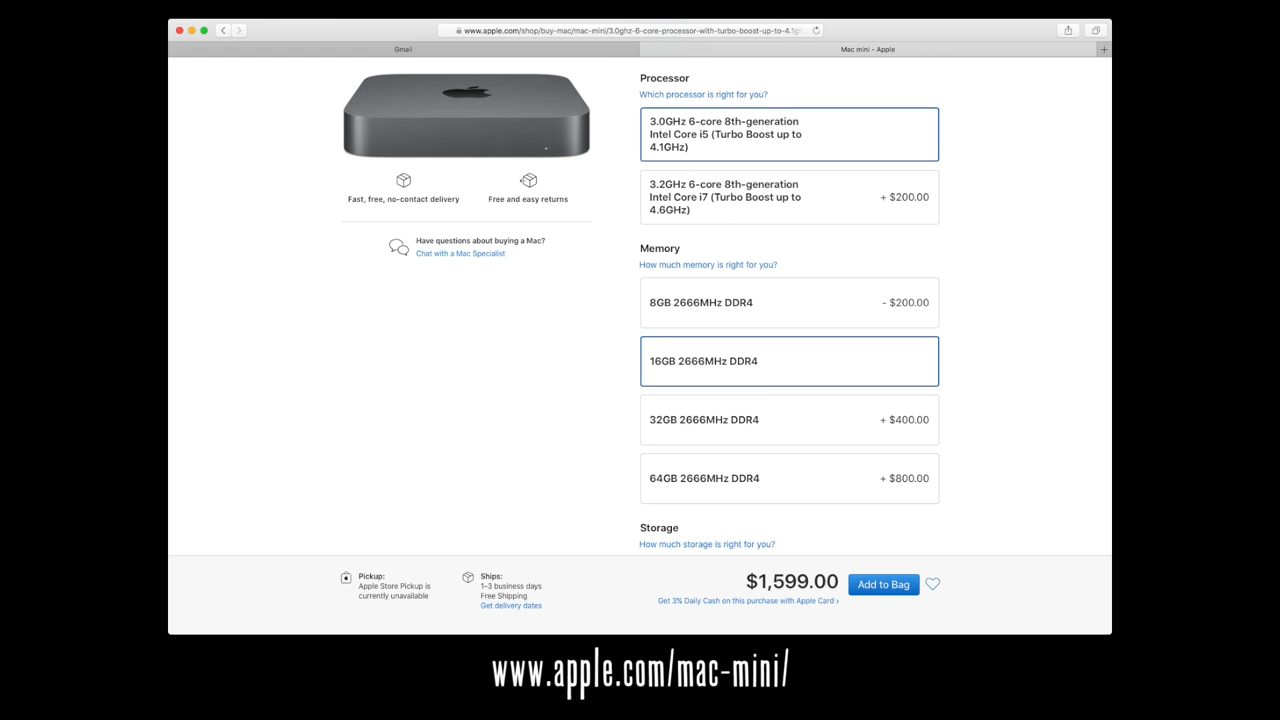 www.apple.com/shop/buy-mac/mac-mini/3.0ghz-6-core-processor-with-turbo-boost-up-to-4.1g
Gmail
Mac mini - Apple
Fast, free, no-contact delivery
Free and easy returns
Have questions about buying a Mac?
Chat with a Mac Specialist
Processor
Which processor is right for you?
3.0GHz 6-core 8th-generation
Intel Core i5 (Turbo Boost up to
4.1GHz)
3.2GHz 6-core 8th-generation
Intel Core i7 (Turbo Boost up to
4.6GHz)
+ $200.00
Memory
How much memory is right for you?
8GB 2666MHz DDR4
- $200.00
16GB 2666MHz DDR4
32GB 2666MHz DDR4
+ $400.00
64GB 2666MHz DDR4
+ $800.00
Storage
How much storage is right for you?
Pickup:
Apple Store Pickup is
currently unavailable
Ships:
1–3 business days
Free Shipping
Get delivery dates
$1,599.00
Add to Bag
Get 3% Daily Cash on this purchase with Apple Card ›
www.apple.com/mac-mini/